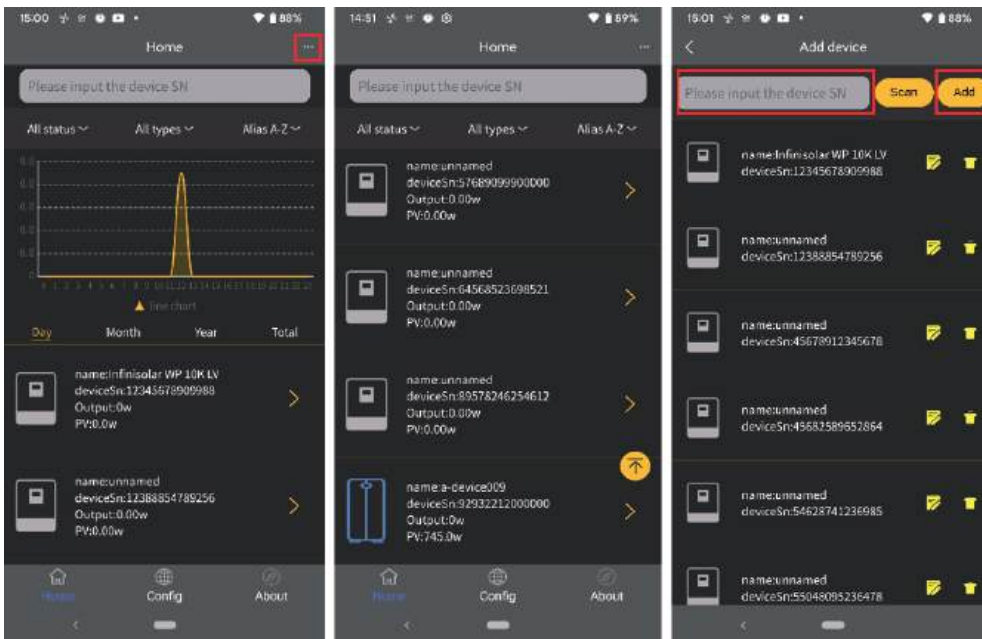 15:00
88%
Home
Please input the device SN
All status
All types
Alias A-Z
0
line chart
Day
Month
Year
Total
name:Infinisolar WP 10K LV
deviceSn:12345678909988
Output:0w
PV:0.0w
name:unnamed
deviceSn:12388854789256
Output:0.00w
PV:0.00w
Home
Config
About
14:51
89%
Home
Please input the device SN
All status
All types
Alias A-Z
name:unnamed
deviceSn:57689099900000
Output:0.00w
PV:0.00w
name:unnamed
deviceSn:64568523698521
Output:0.00w
PV:0.00w
name:unnamed
deviceSn:89578246254612
Output:0.00w
PV:0.00w
name:a-device009
deviceSn:92932212000000
Output:0w
PV:745.0w
Home
Config
About
15:01
88%
Add device
Please input the device SN
Scan
Add
name:Infinisolar WP 10K LV
deviceSn:12345678909988
name:unnamed
deviceSn:12388854789256
name:unnamed
deviceSn:45678912345678
name:unnamed
deviceSn:45682589652864
name:unnamed
deviceSn:54628741236985
name:unnamed
deviceSn:55048095236478